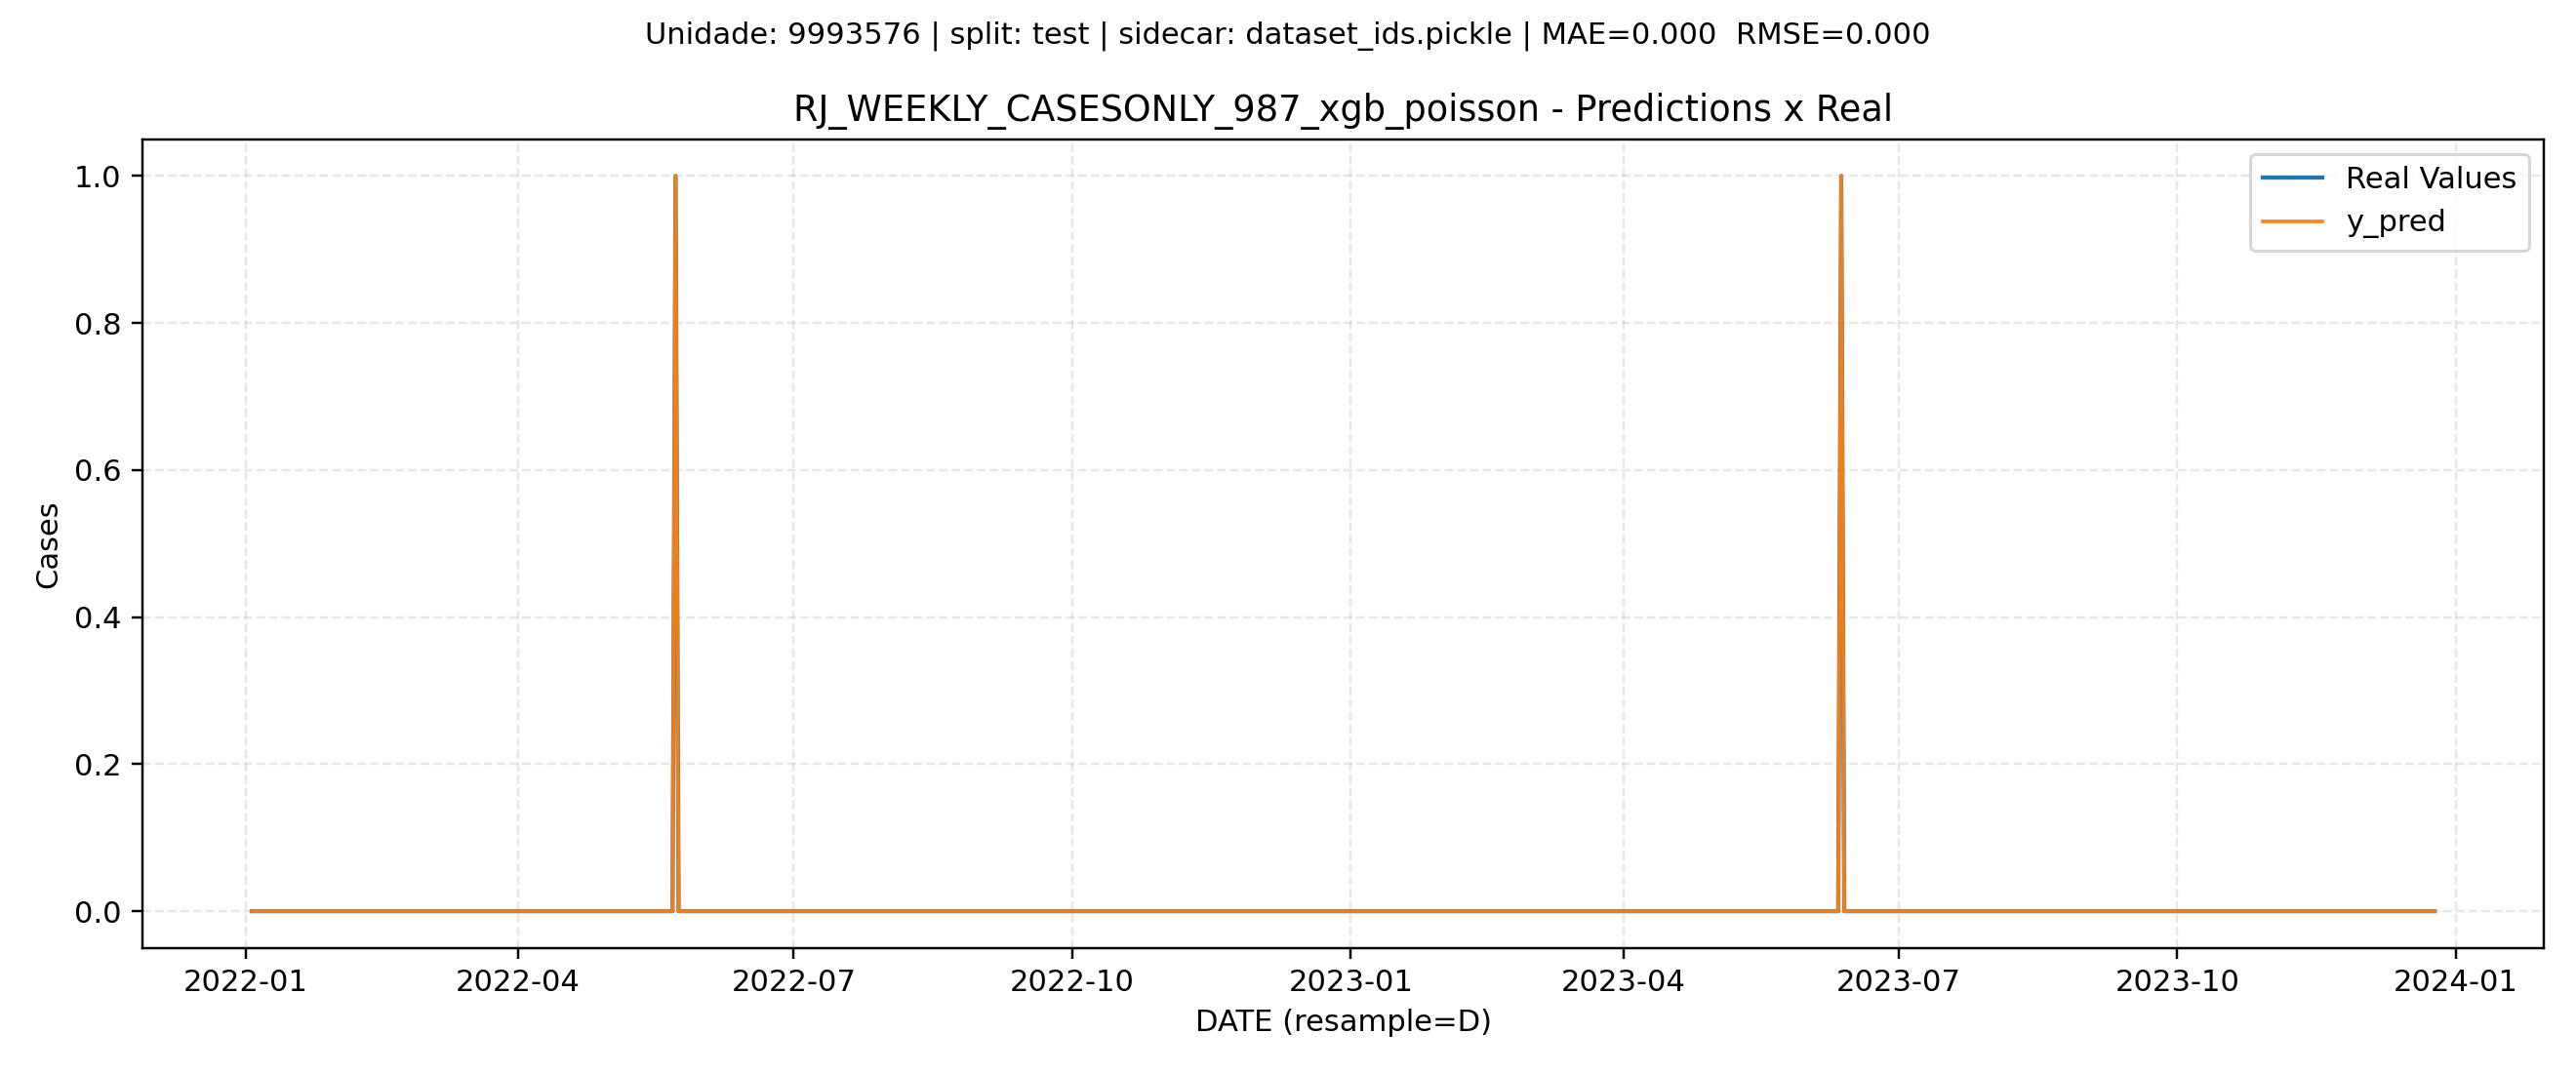 Unidade: 9993576 | split: test | sidecar: dataset_ids.pickle | MAE=0.000  RMSE=0.000
RJ_WEEKLY_CASESONLY_987_xgb_poisson - Predictions x Real
Real Values
y_pred
Cases
1.0
0.8
0.6
0.4
0.2
0.0
2022-01 2022-04 2022-07 2022-10 2023-01 2023-04 2023-07 2023-10 2024-01
DATE (resample=D)